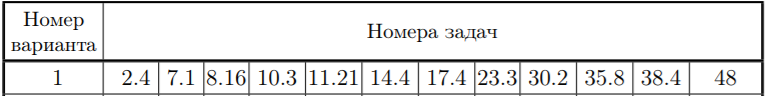 Номер варианта
Номера задач
1 2.4 7.1 8.16 10.3 11.21 14.4 17.4 23.3 30.2 35.8 38.4 48